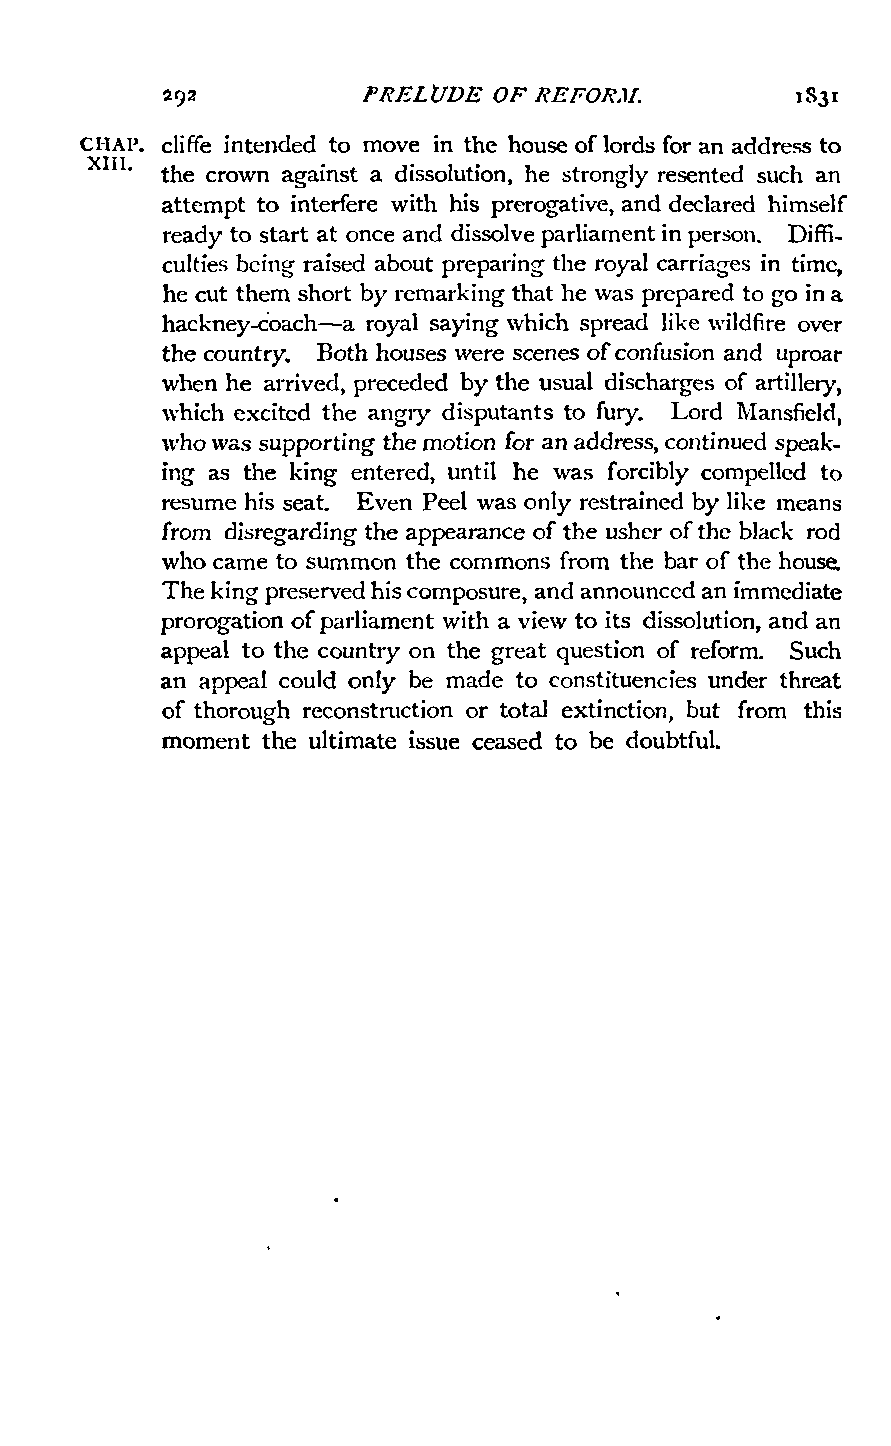 292 PRELUDE OF REFORM. 1831
CHAP. XIII.
cliffe intended to move in the house of lords for an address to
the crown against a dissolution, he strongly resented such an
attempt to interfere with his prerogative, and declared himself
ready to start at once and dissolve parliament in person. Diffi-
culties being raised about preparing the royal carriages in time,
he cut them short by remarking that he was prepared to go in a
hackney-coach—a royal saying which spread like wildfire over
the country. Both houses were scenes of confusion and uproar
when he arrived, preceded by the usual discharges of artillery,
which excited the angry disputants to fury. Lord Mansfield,
who was supporting the motion for an address, continued speak-
ing as the king entered, until he was forcibly compelled to
resume his seat. Even Peel was only restrained by like means
from disregarding the appearance of the usher of the black rod
who came to summon the commons from the bar of the house.
The king preserved his composure, and announced an immediate
prorogation of parliament with a view to its dissolution, and an
appeal to the country on the great question of reform. Such
an appeal could only be made to constituencies under threat
of thorough reconstruction or total extinction, but from this
moment the ultimate issue ceased to be doubtful.